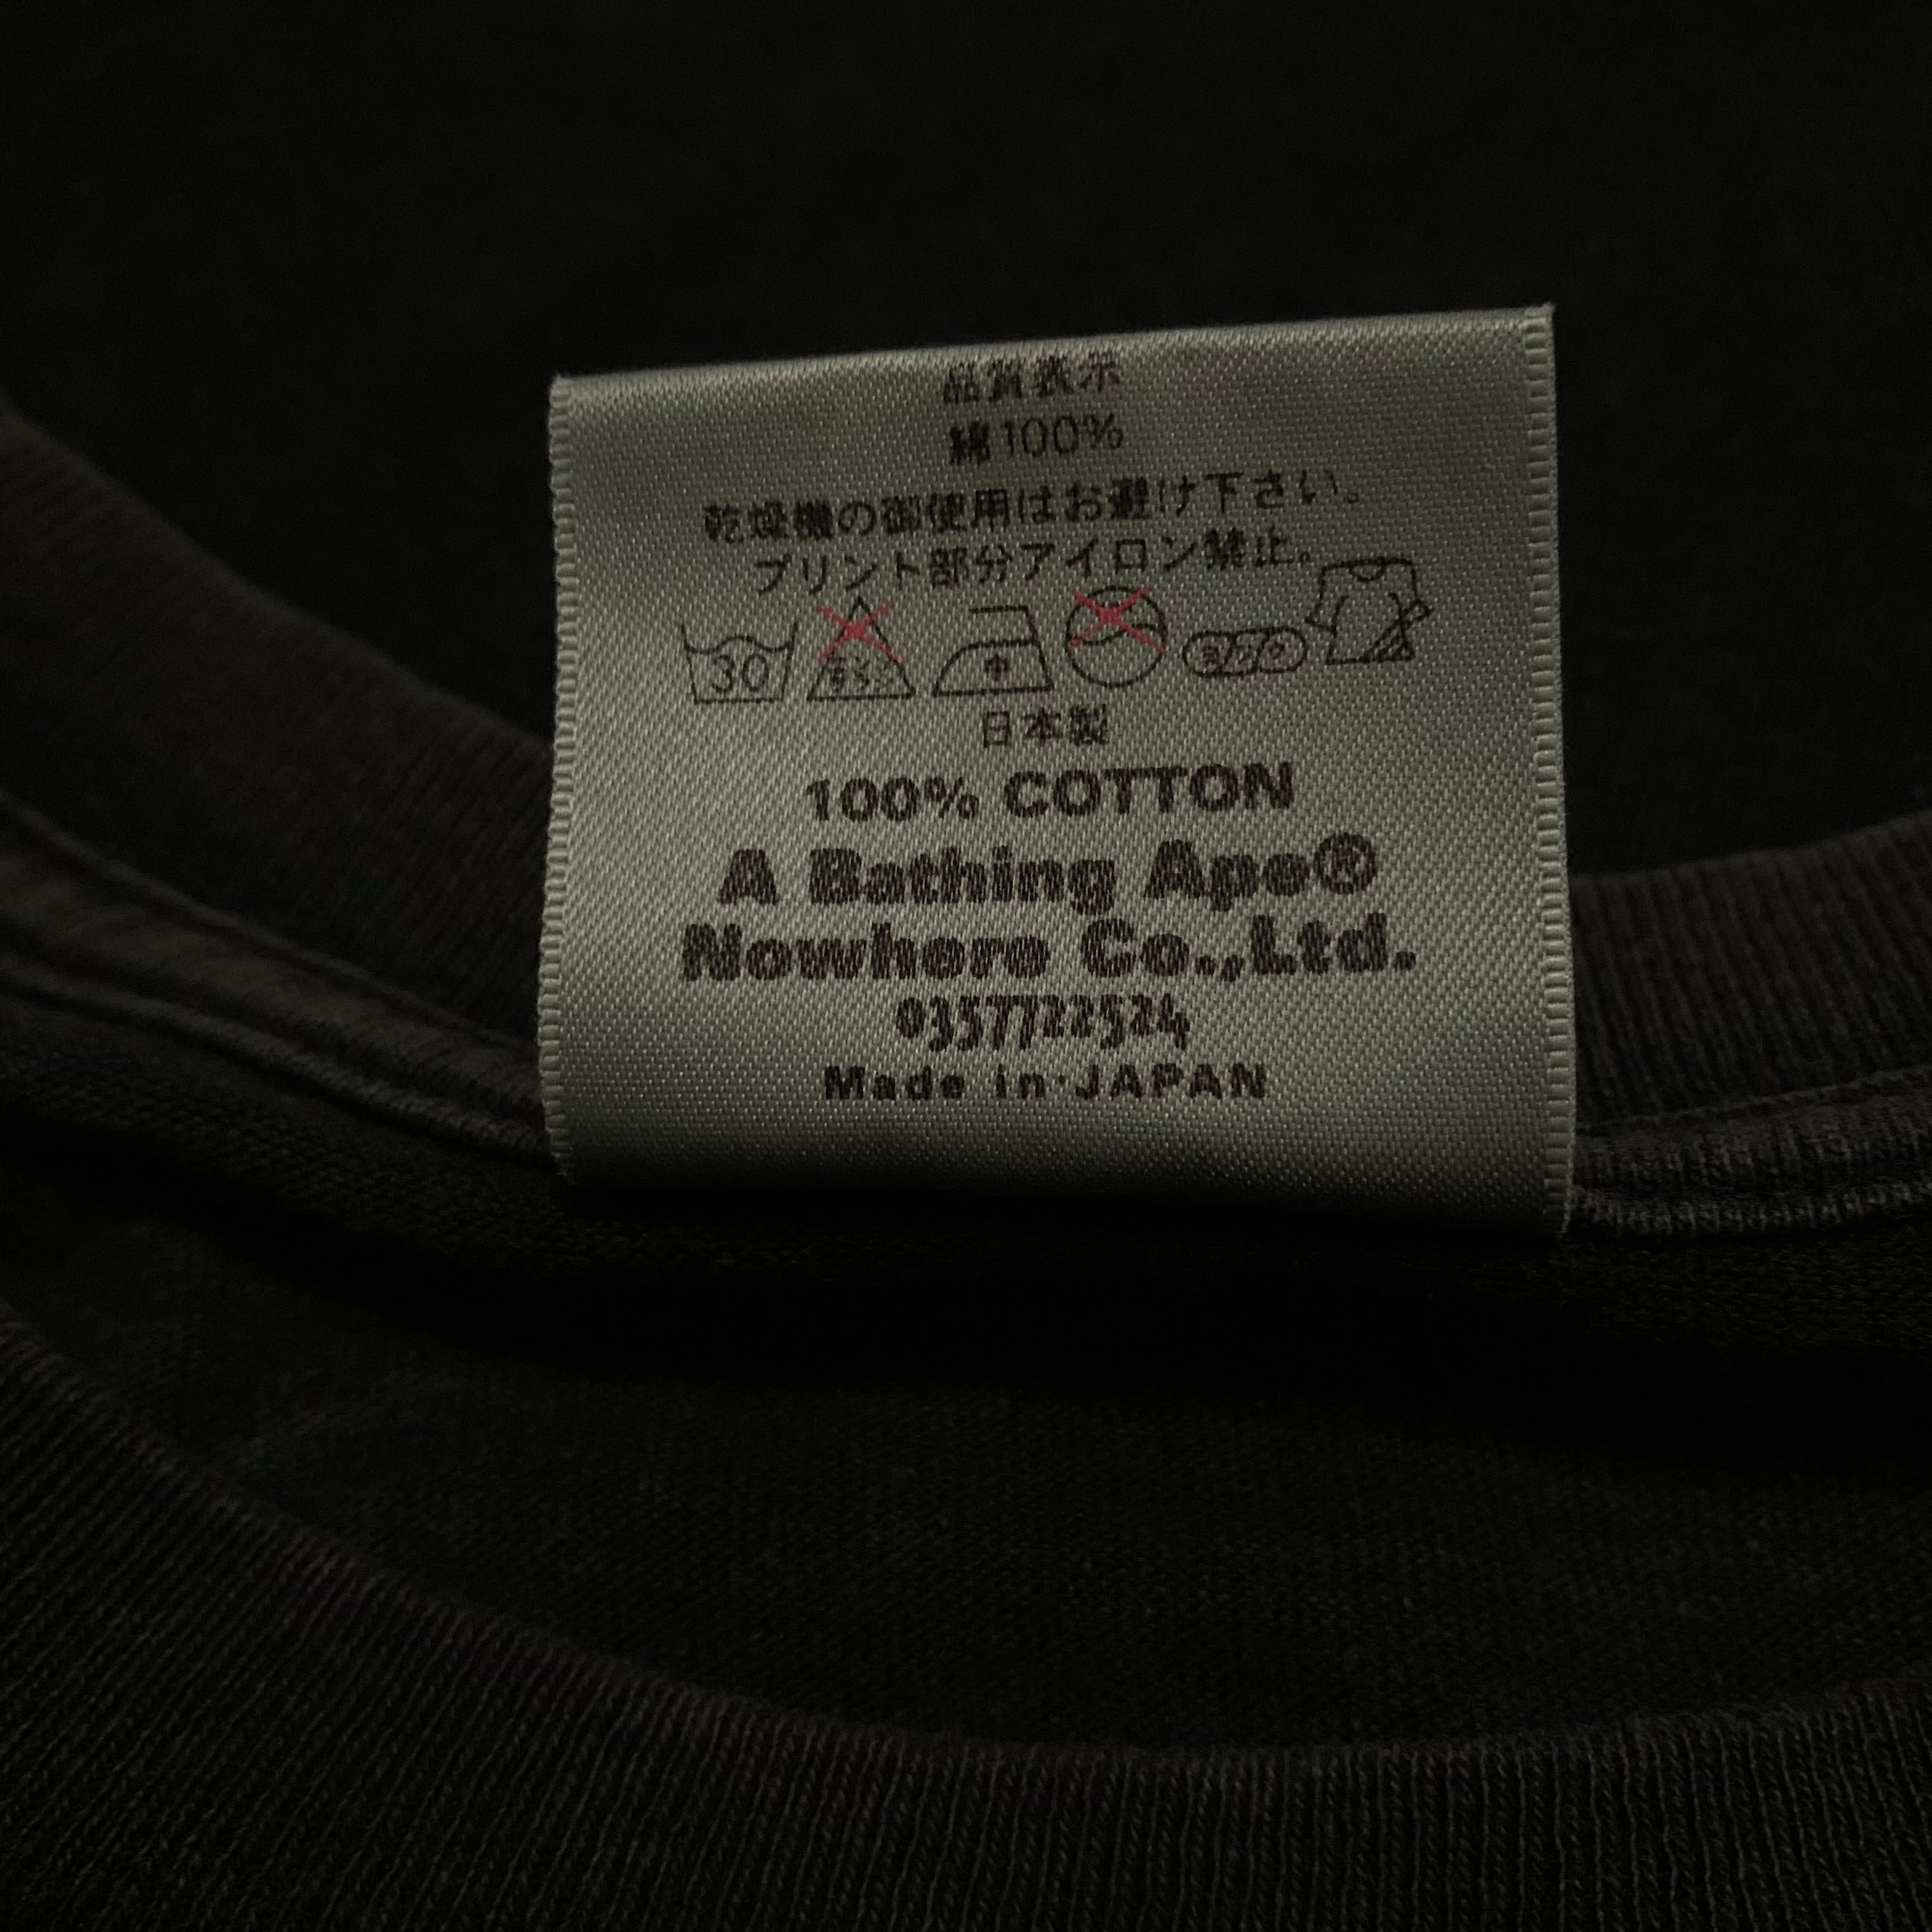 品質表示
綿100%
乾燥機の御使用はお避け下さい。
プリント部分アイロン禁止。
30 中
日本製
100% COTTON
A Bathing Ape®
Nowhere Co.,Ltd.
0357722524
Made in JAPAN